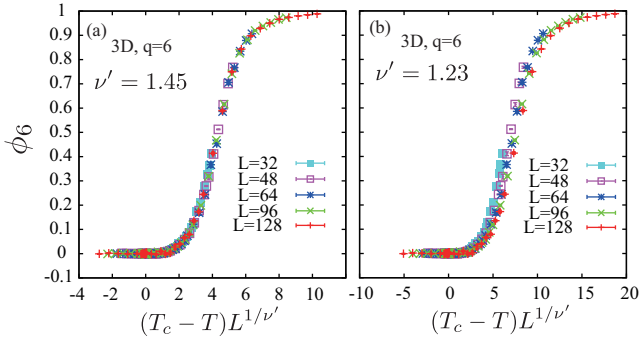 (a)
3D, q=6
ν′ = 1.45
ϕ6
1
0.9
0.8
0.7
0.6
0.5
0.4
0.3
0.2
0.1
0
-0.1
L=32
L=48
L=64
L=96
L=128
-4 -2 0 2 4 6 8 10 12
(Tc − T)L^{1/ν′}
(b)
3D, q=6
ν′ = 1.23
L=32
L=48
L=64
L=96
L=128
-10 -5 0 5 10 15 20
(Tc − T)L^{1/ν′}